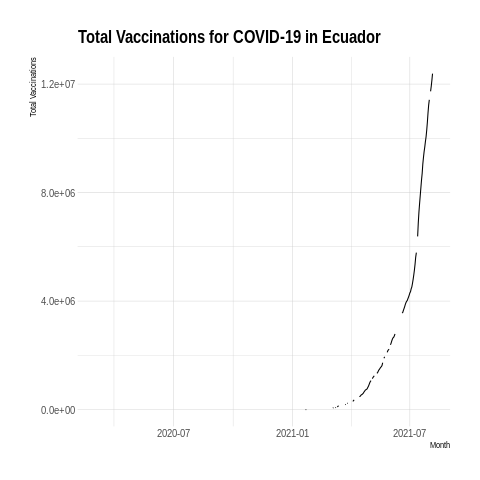 Total Vaccinations for COVID-19 in Ecuador
Total Vaccinations
1.2e+07
8.0e+06
4.0e+06
0.0e+00
2020-07
2021-01
2021-07
Month